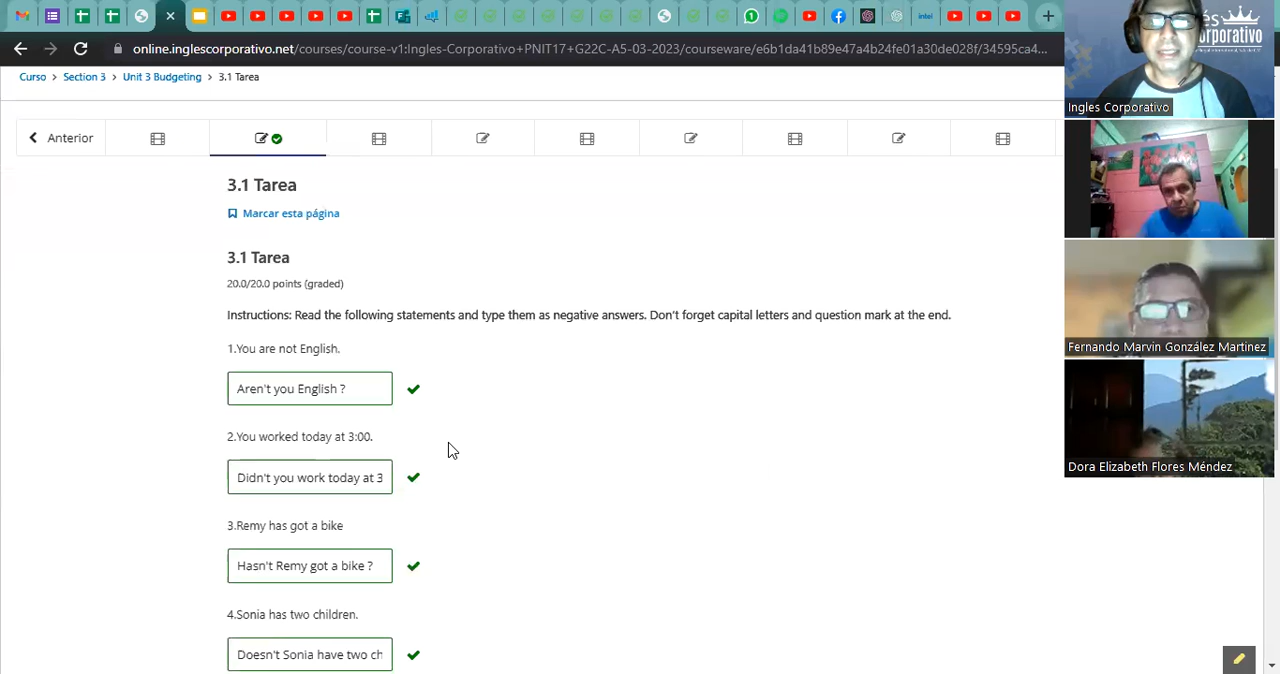 online.inglescorporativo.net/courses/course-v1:Ingles-Corporativo+PNIT17+G22C-A5-03-2023/courseware/e6b1da41b89e47a4b24fe01a30de028f/34595ca4...
Curso > Section 3 > Unit 3 Budgeting > 3.1 Tarea
Anterior
3.1 Tarea
Marcar esta página
3.1 Tarea
20.0/20.0 points (graded)
Instructions: Read the following statements and type them as negative answers. Don't forget capital letters and question mark at the end.
1.You are not English.
Aren't you English ?
2.You worked today at 3:00.
Didn't you work today at 3
3.Remy has got a bike
Hasn't Remy got a bike ?
4.Sonia has two children.
Doesn't Sonia have two ch
Ingles Corporativo
Fernando Marvin González Martinez
Dora Elizabeth Flores Méndez